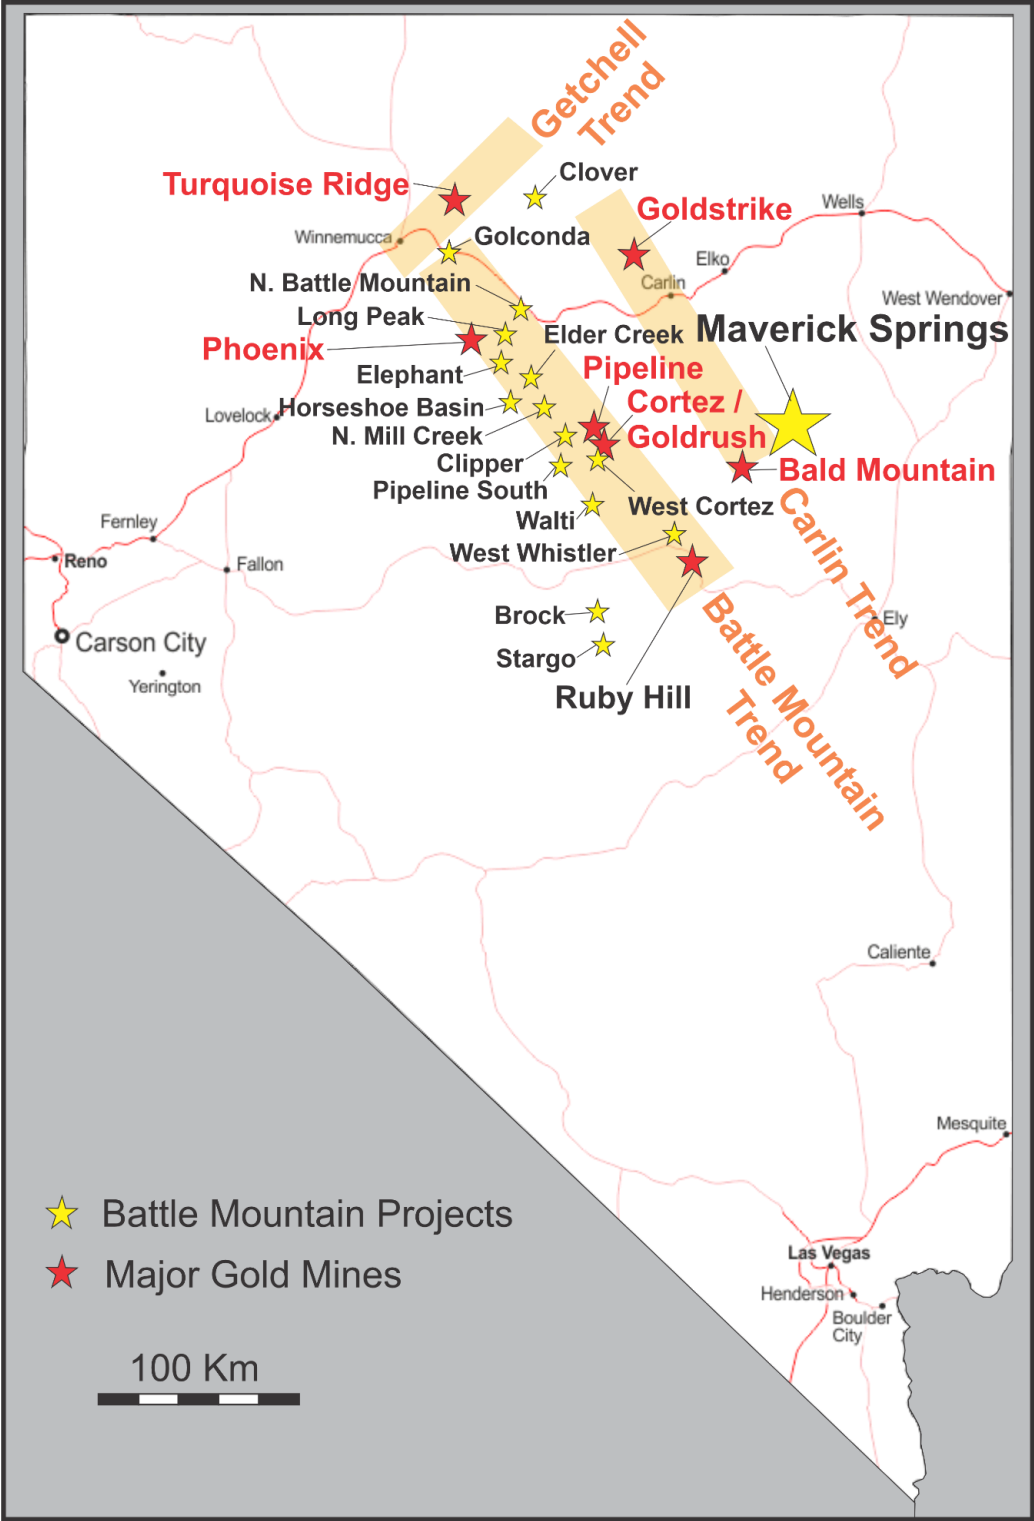 Getchell
Trend
Clover
Turquoise Ridge
Goldstrike
Wells
Winnemucca
Golconda
Elko
Carlin
N. Battle Mountain
West Wendover
Long Peak
Elder Creek
Maverick Springs
Phoenix
Pipeline
Elephant
Cortez /
Goldrush
Horseshoe Basin
Lovelock
N. Mill Creek
Clipper
Bald Mountain
Pipeline South
West Cortez
Walti
Carlin Trend
Fernley
West Whistler
Reno
Fallon
Brock
Ely
Carson City
Stargo
Yerington
Ruby Hill
Battle Mountain
Trend
Caliente
Mesquite
Battle Mountain Projects
Major Gold Mines
Las Vegas
Henderson
Boulder
City
100 Km